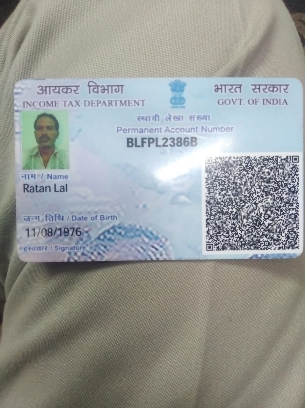 आयकर विभाग
INCOME TAX DEPARTMENT
भारत सरकार
GOVT. OF INDIA
स्थायी लेखा संख्या
Permanent Account Number
BLFPL2386B
नाम / Name
Ratan Lal
जन्म तिथि / Date of Birth
11/08/1976
हस्ताक्षर / Signature